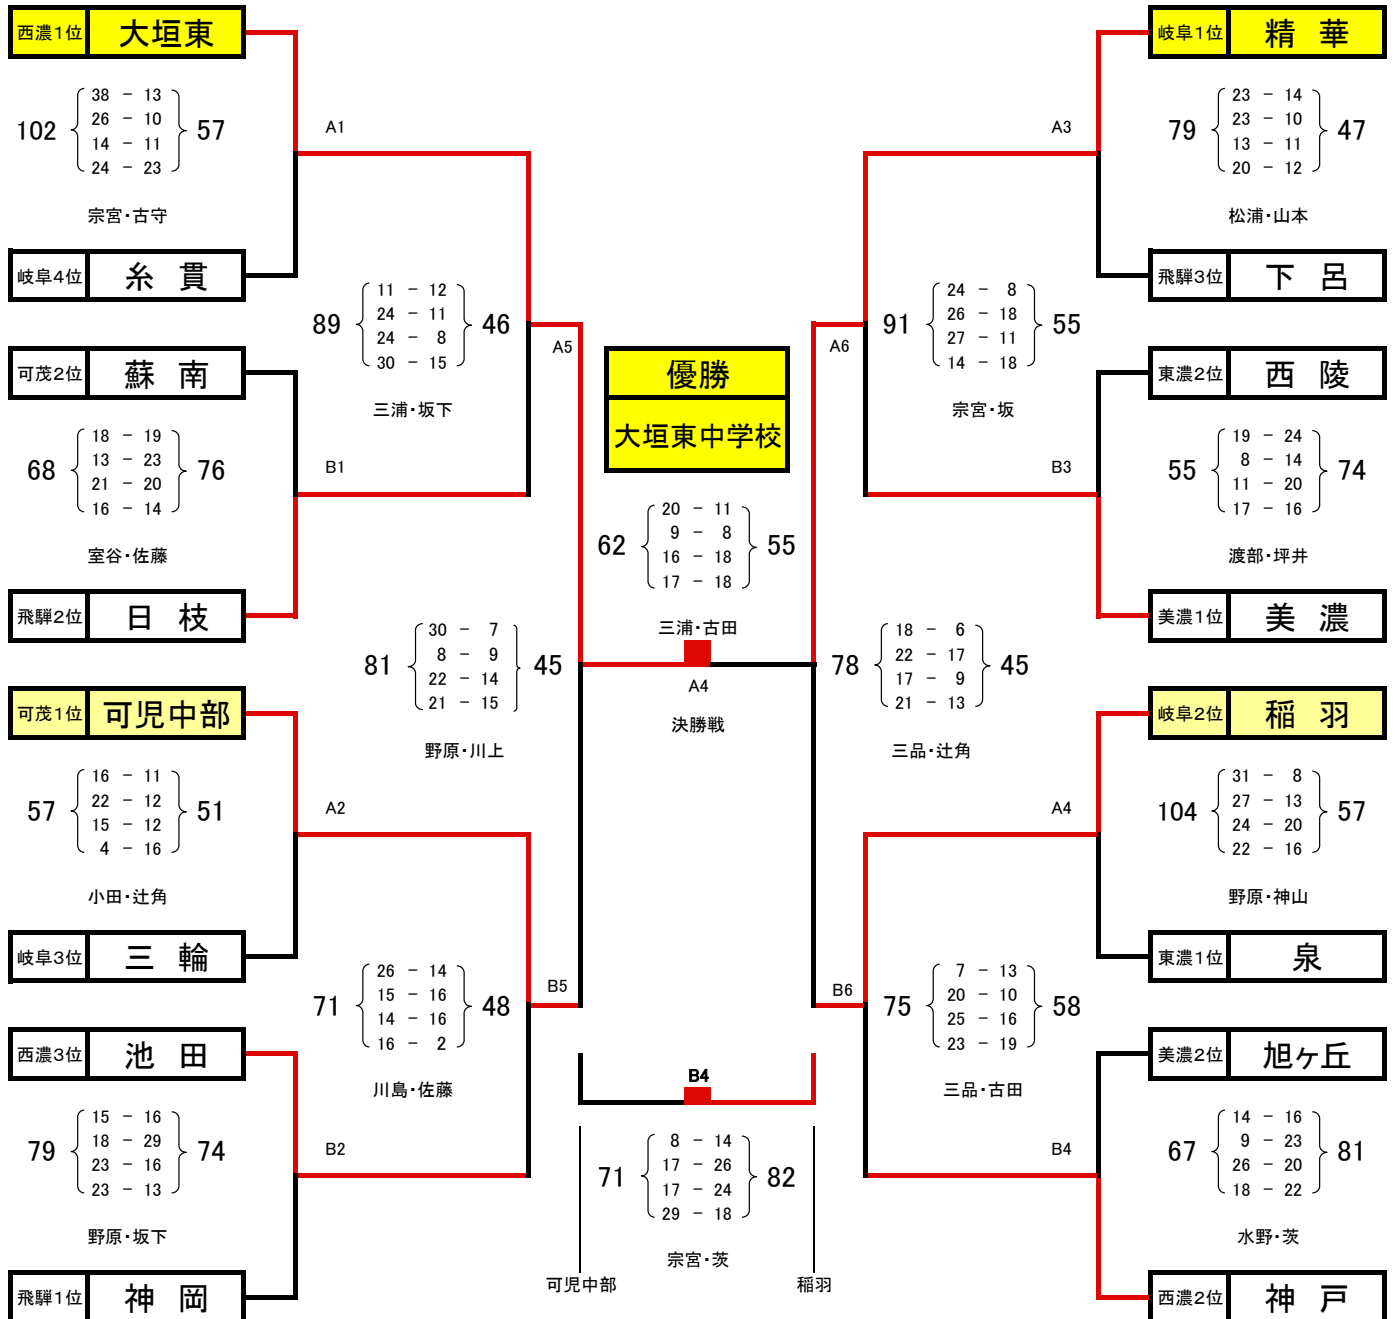 西濃1位 大垣東
102 57
38 － 13
26 － 10
14 － 11
24 － 23
宗宮・古守
A1
岐阜4位 糸 貫
89 46
11 － 12
24 － 11
24 － 8
30 － 15
三浦・坂下
A5
可茂2位 蘇 南
68 76
18 － 19
13 － 23
21 － 20
16 － 14
室谷・佐藤
B1
飛騨2位 日 枝
81 45
30 － 7
8 － 9
22 － 14
21 － 15
野原・川上
可茂1位 可児中部
57 51
16 － 11
22 － 12
15 － 12
4 － 16
小田・辻角
A2
岐阜3位 三 輪
71 48
26 － 14
15 － 16
14 － 16
16 － 2
川島・佐藤
B5
西濃3位 池 田
79 74
15 － 16
18 － 29
23 － 16
23 － 13
野原・坂下
B2
飛騨1位 神 岡
優勝
大垣東中学校
62 55
20 － 11
9 － 8
16 － 18
17 － 18
三浦・古田
A4
決勝戦
B4
71 82
8 － 14
17 － 26
17 － 24
29 － 18
宗宮・茨
可児中部
稲羽
岐阜1位 精 華
79 47
23 － 14
23 － 10
13 － 11
20 － 12
松浦・山本
A3
飛騨3位 下 呂
91 55
24 － 8
26 － 18
27 － 11
14 － 18
宗宮・坂
A6
東濃2位 西 陵
55 74
19 － 24
8 － 14
11 － 20
17 － 16
渡部・坪井
B3
美濃1位 美 濃
78 45
18 － 6
22 － 17
17 － 9
21 － 13
三品・辻角
岐阜2位 稲 羽
104 57
31 － 8
27 － 13
24 － 20
22 － 16
野原・神山
A4
東濃1位 泉
75 58
7 － 13
20 － 10
25 － 16
23 － 19
三品・古田
B6
美濃2位 旭ヶ丘
67 81
14 － 16
9 － 23
26 － 20
18 － 22
水野・茨
B4
西濃2位 神 戸